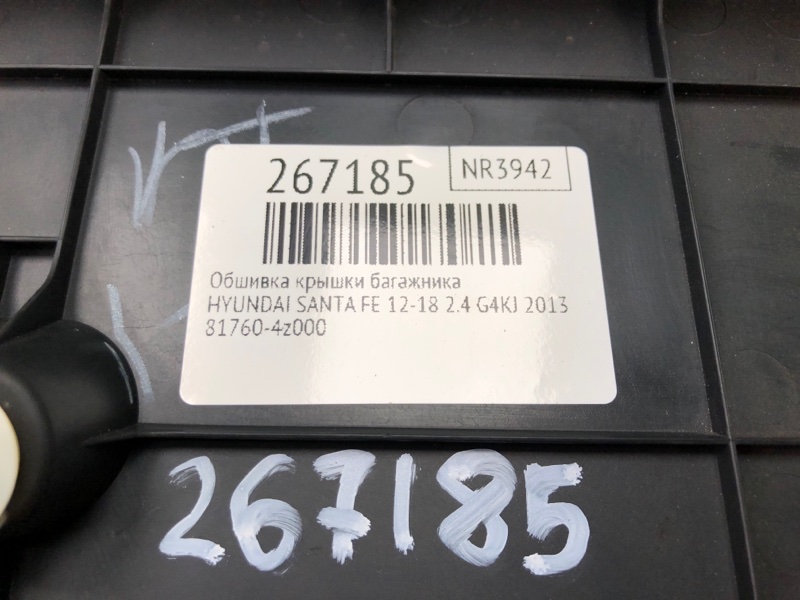 267185
NR3942
Обшивка крышки багажника
HYUNDAI SANTA FE 12-18 2.4 G4KJ 2013
81760-4z000
267185